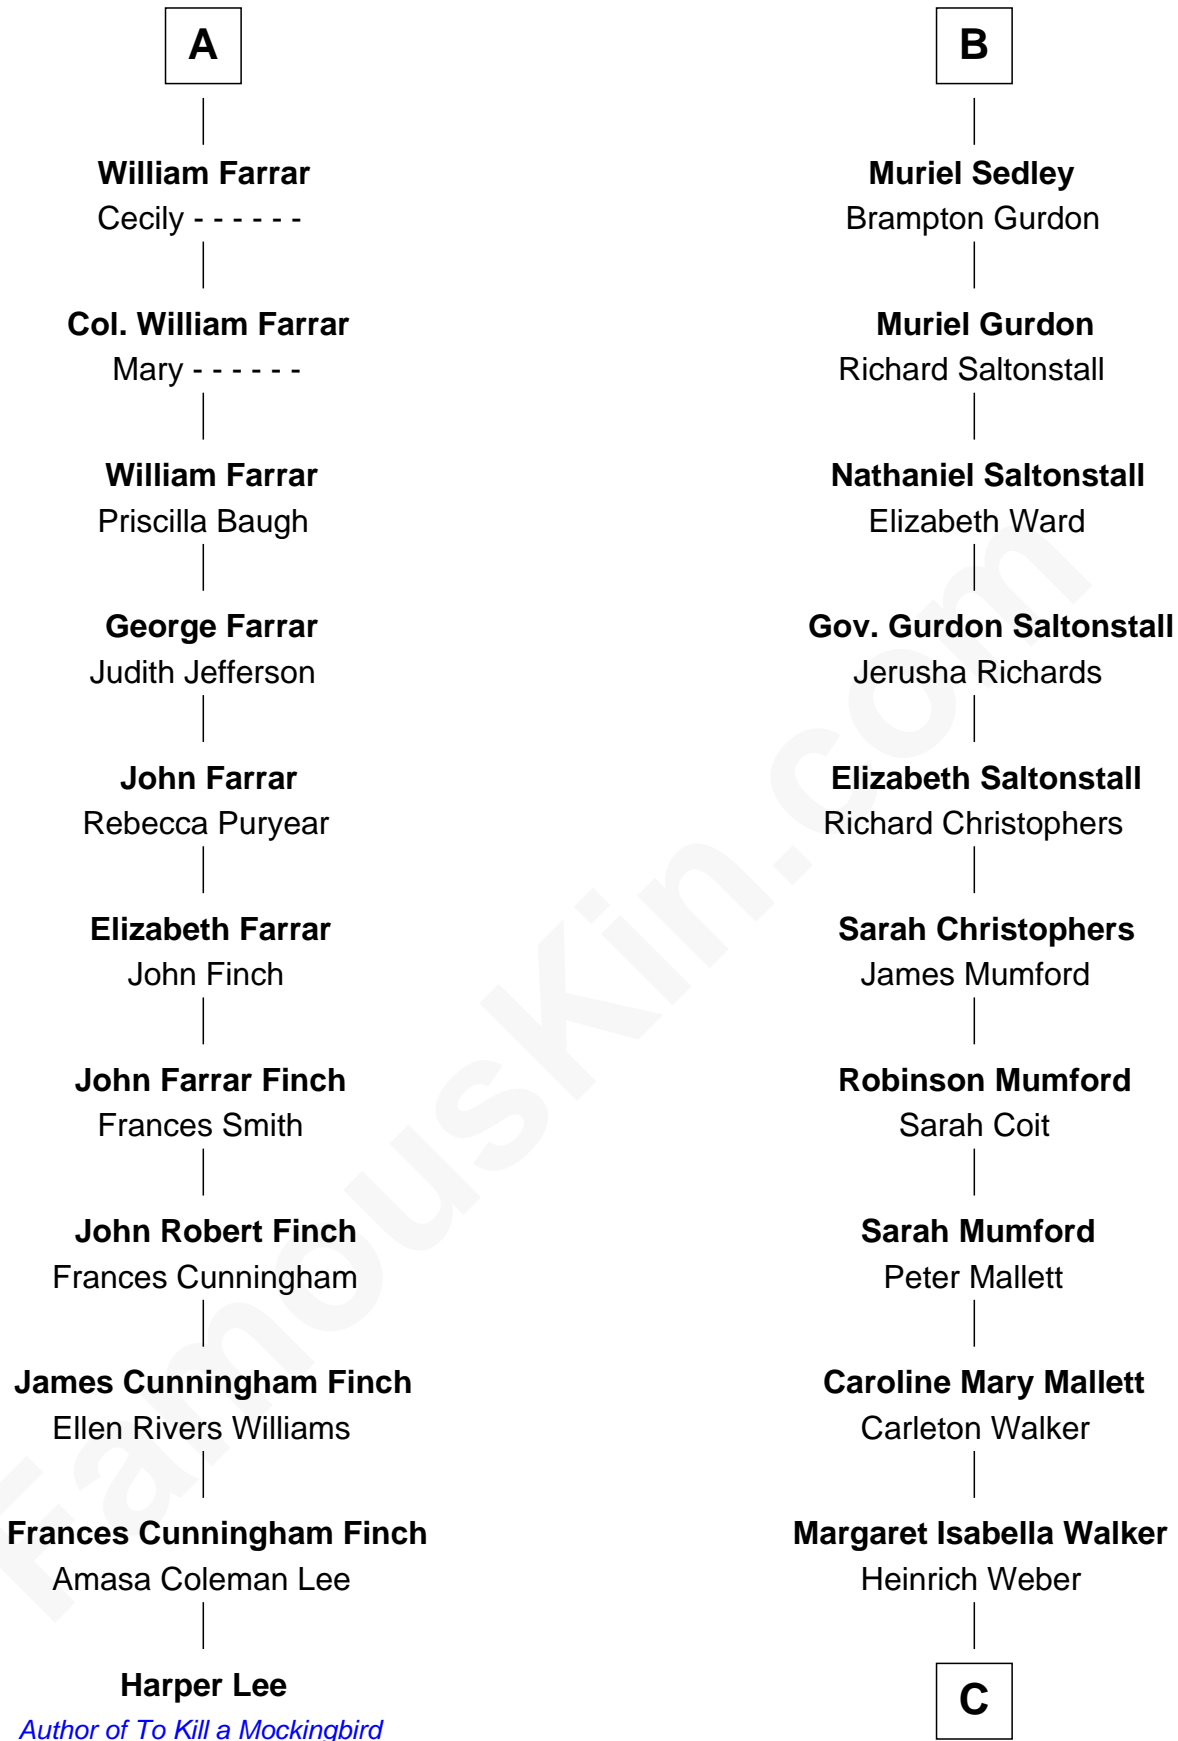 A
William Farrar
Cecily - - - - - -
Col. William Farrar
Mary - - - - - -
William Farrar
Priscilla Baugh
George Farrar
Judith Jefferson
John Farrar
Rebecca Puryear
Elizabeth Farrar
John Finch
John Farrar Finch
Frances Smith
John Robert Finch
Frances Cunningham
James Cunningham Finch
Ellen Rivers Williams
Frances Cunningham Finch
Amasa Coleman Lee
Harper Lee
Author of To Kill a Mockingbird
B
Muriel Sedley
Brampton Gurdon
Muriel Gurdon
Richard Saltonstall
Nathaniel Saltonstall
Elizabeth Ward
Gov. Gurdon Saltonstall
Jerusha Richards
Elizabeth Saltonstall
Richard Christophers
Sarah Christophers
James Mumford
Robinson Mumford
Sarah Coit
Sarah Mumford
Peter Mallett
Caroline Mary Mallett
Carleton Walker
Margaret Isabella Walker
Heinrich Weber
C
FamousKin.com